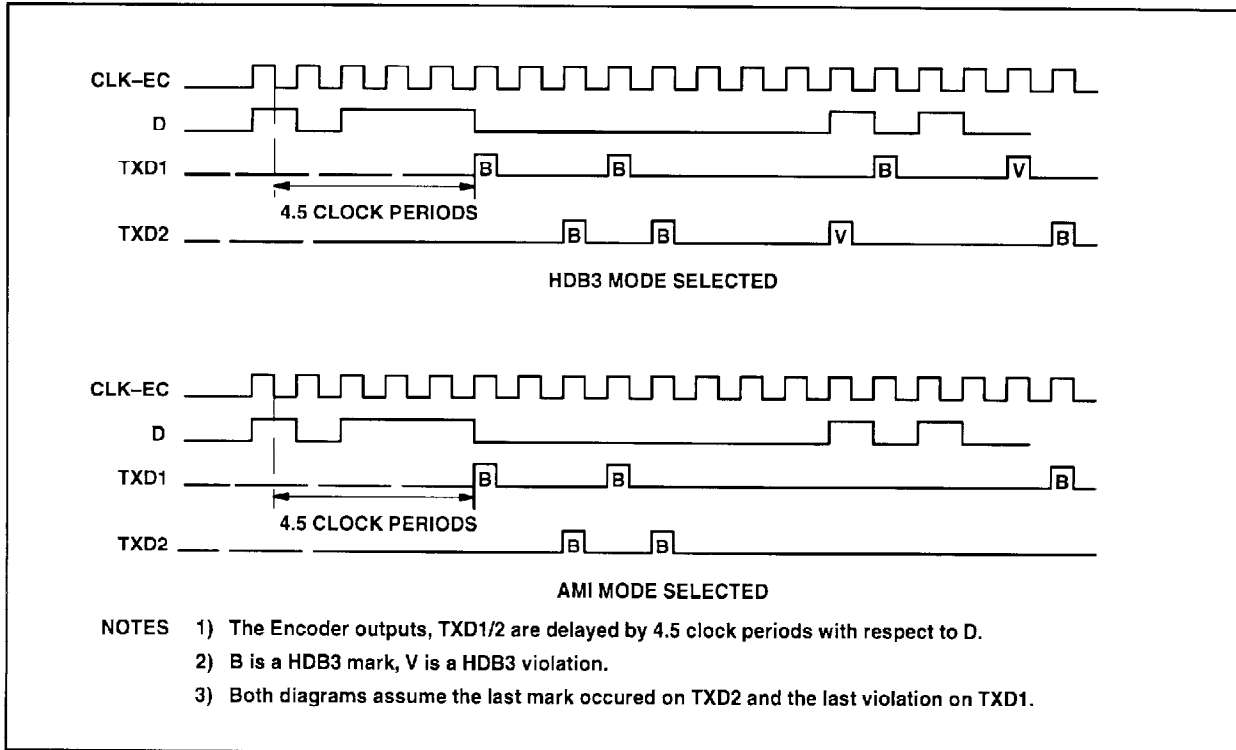 CLK–EC
D
TXD1 B B B V
4.5 CLOCK PERIODS
TXD2 B B V B
HDB3 MODE SELECTED
CLK–EC
D
TXD1 B B B
4.5 CLOCK PERIODS
TXD2 B B
AMI MODE SELECTED
NOTES 1) The Encoder outputs, TXD1/2 are delayed by 4.5 clock periods with respect to D.
2) B is a HDB3 mark, V is a HDB3 violation.
3) Both diagrams assume the last mark occured on TXD2 and the last violation on TXD1.